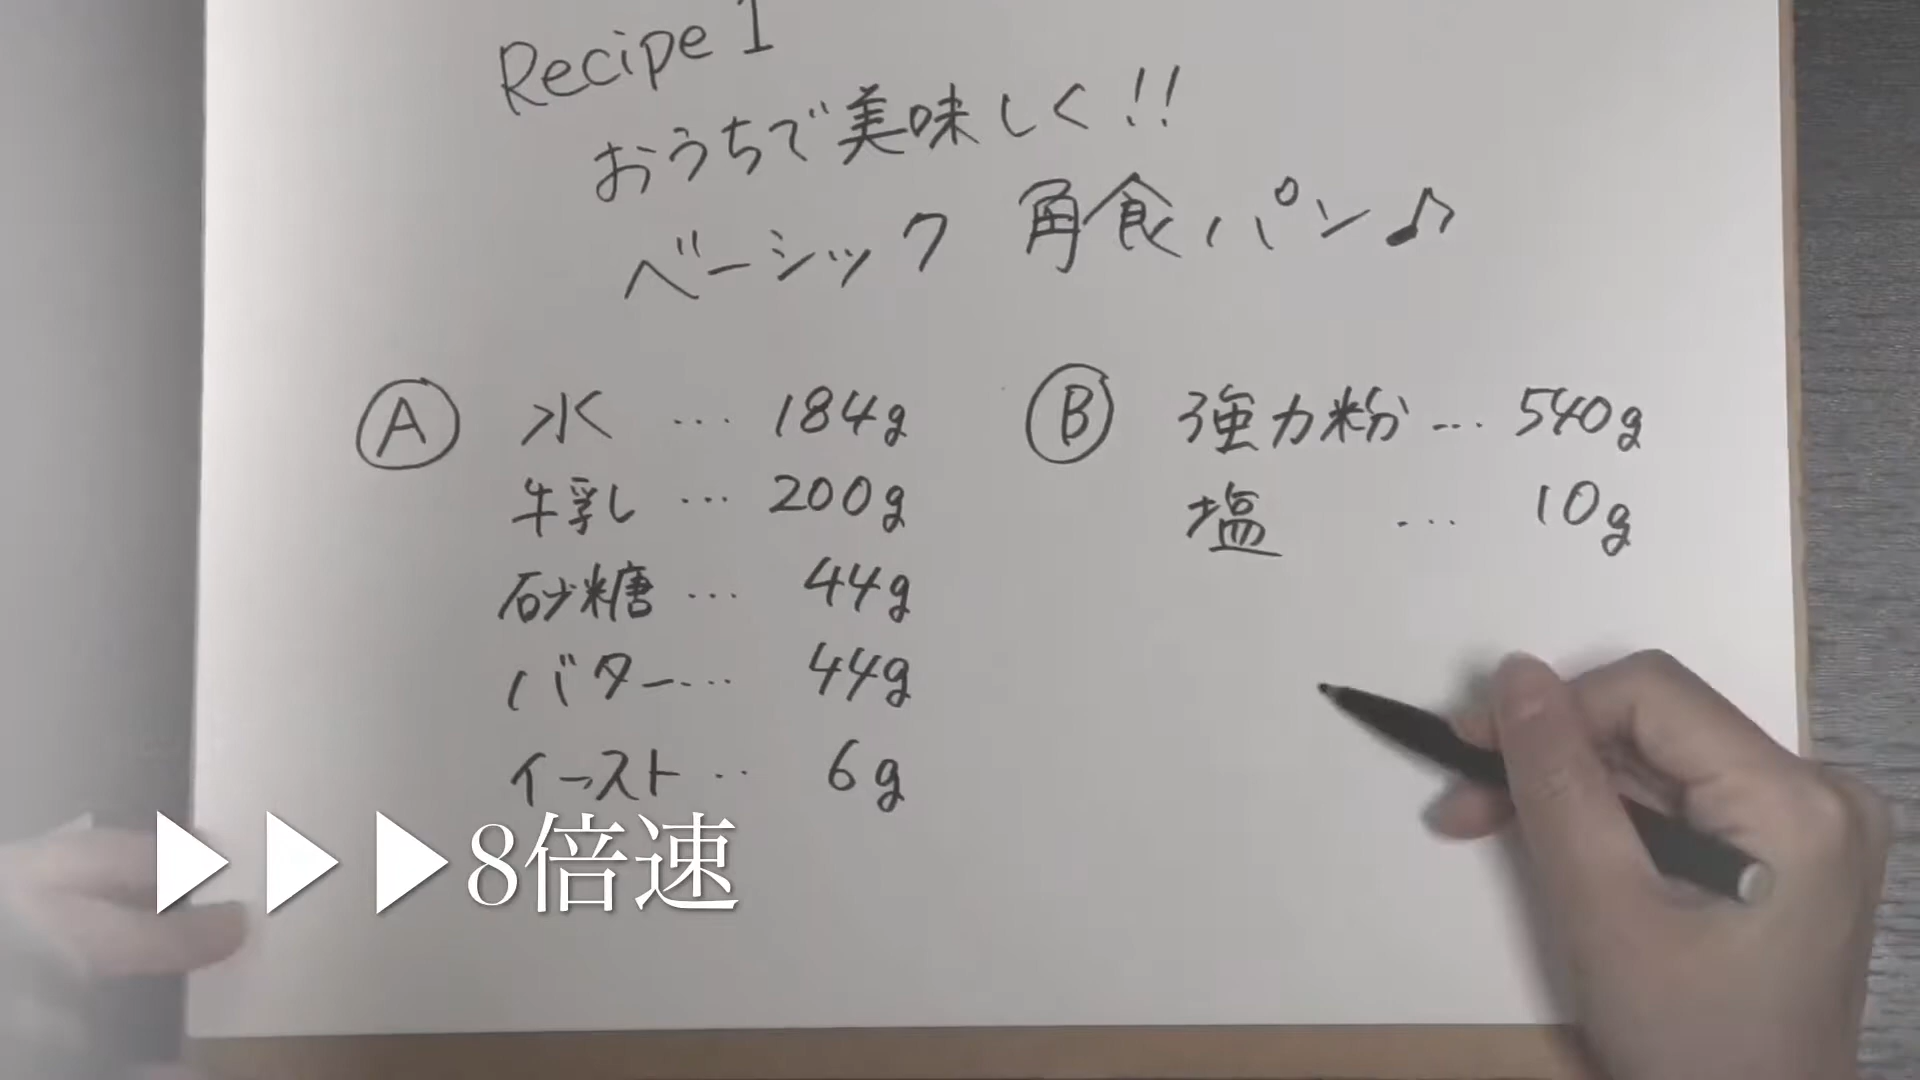 Recipe 1
おうちで美味しく!!
ベーシック 角食パン♪
Ⓐ 水 … 184g
牛乳 … 200g
砂糖 … 44g
バター… 44g
イースト‥ 6g
Ⓑ 強力粉… 540g
塩 … 10g
▶▶▶8倍速